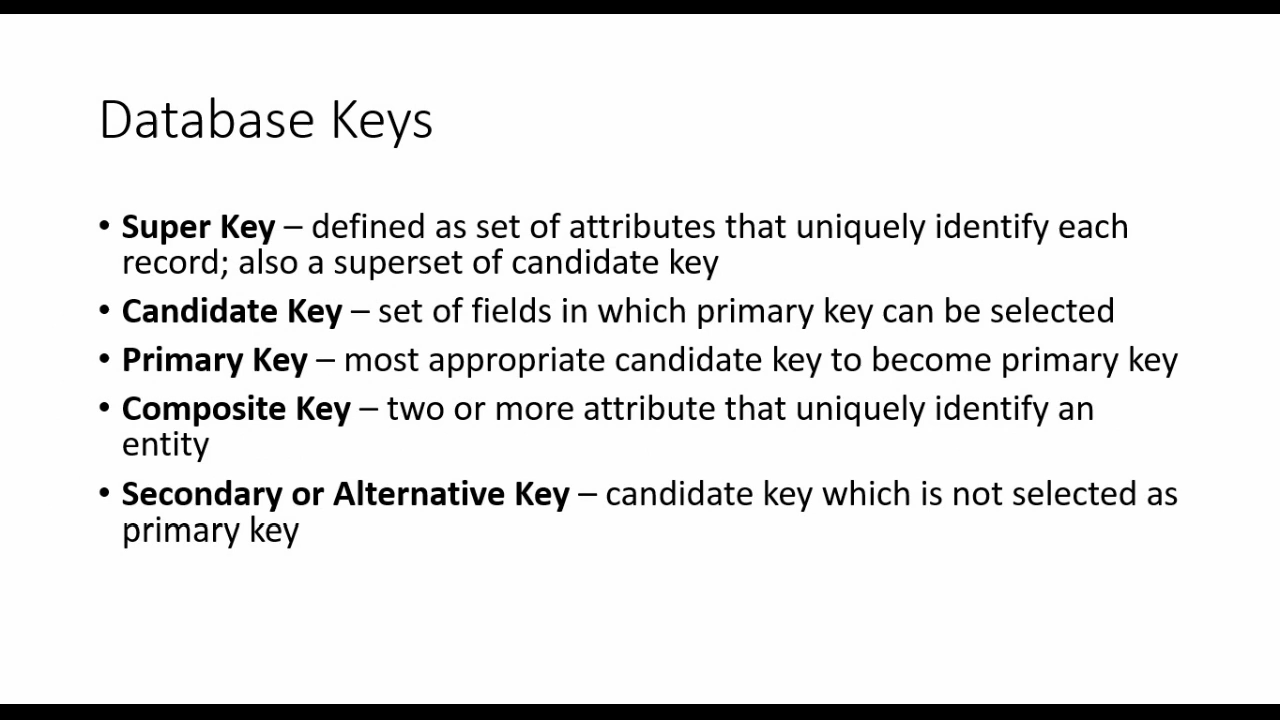 Database Keys
• Super Key – defined as set of attributes that uniquely identify each
record; also a superset of candidate key
• Candidate Key – set of fields in which primary key can be selected
• Primary Key – most appropriate candidate key to become primary key
• Composite Key – two or more attribute that uniquely identify an
entity
• Secondary or Alternative Key – candidate key which is not selected as
primary key